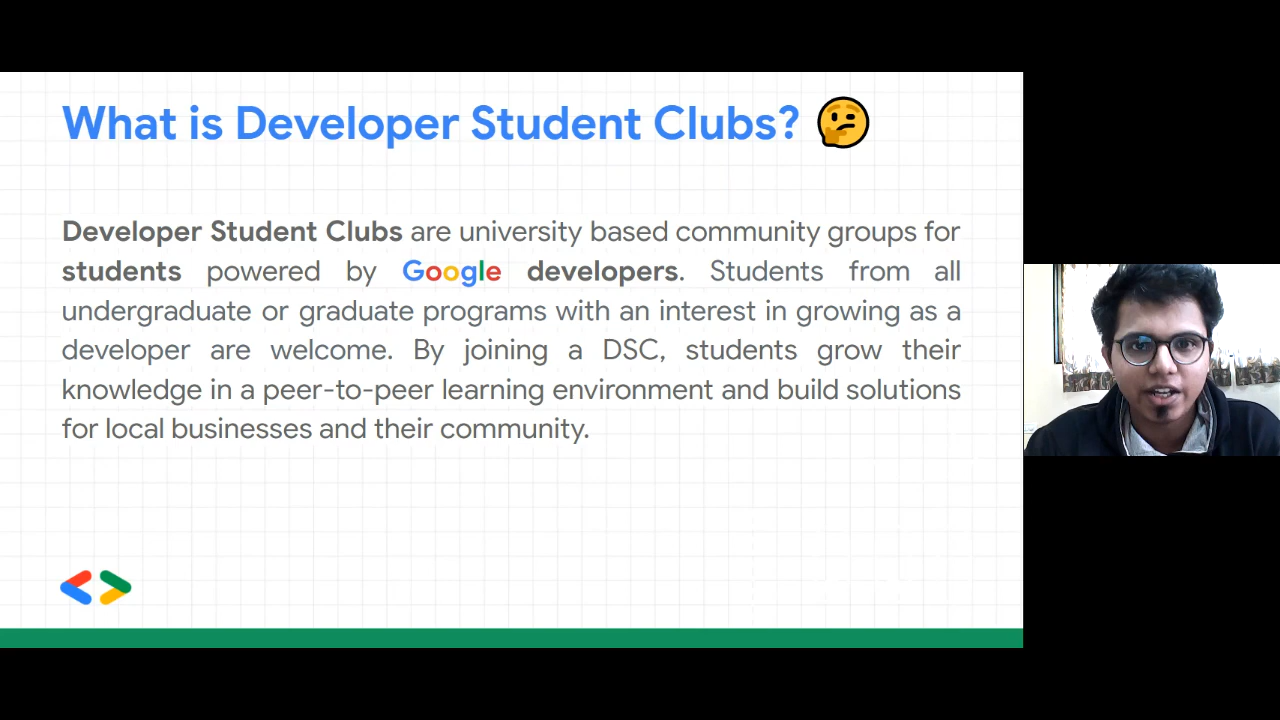 What is Developer Student Clubs? 🤔
Developer Student Clubs are university based community groups for
students powered by Google developers. Students from all
undergraduate or graduate programs with an interest in growing as a
developer are welcome. By joining a DSC, students grow their
knowledge in a peer-to-peer learning environment and build solutions
for local businesses and their community.